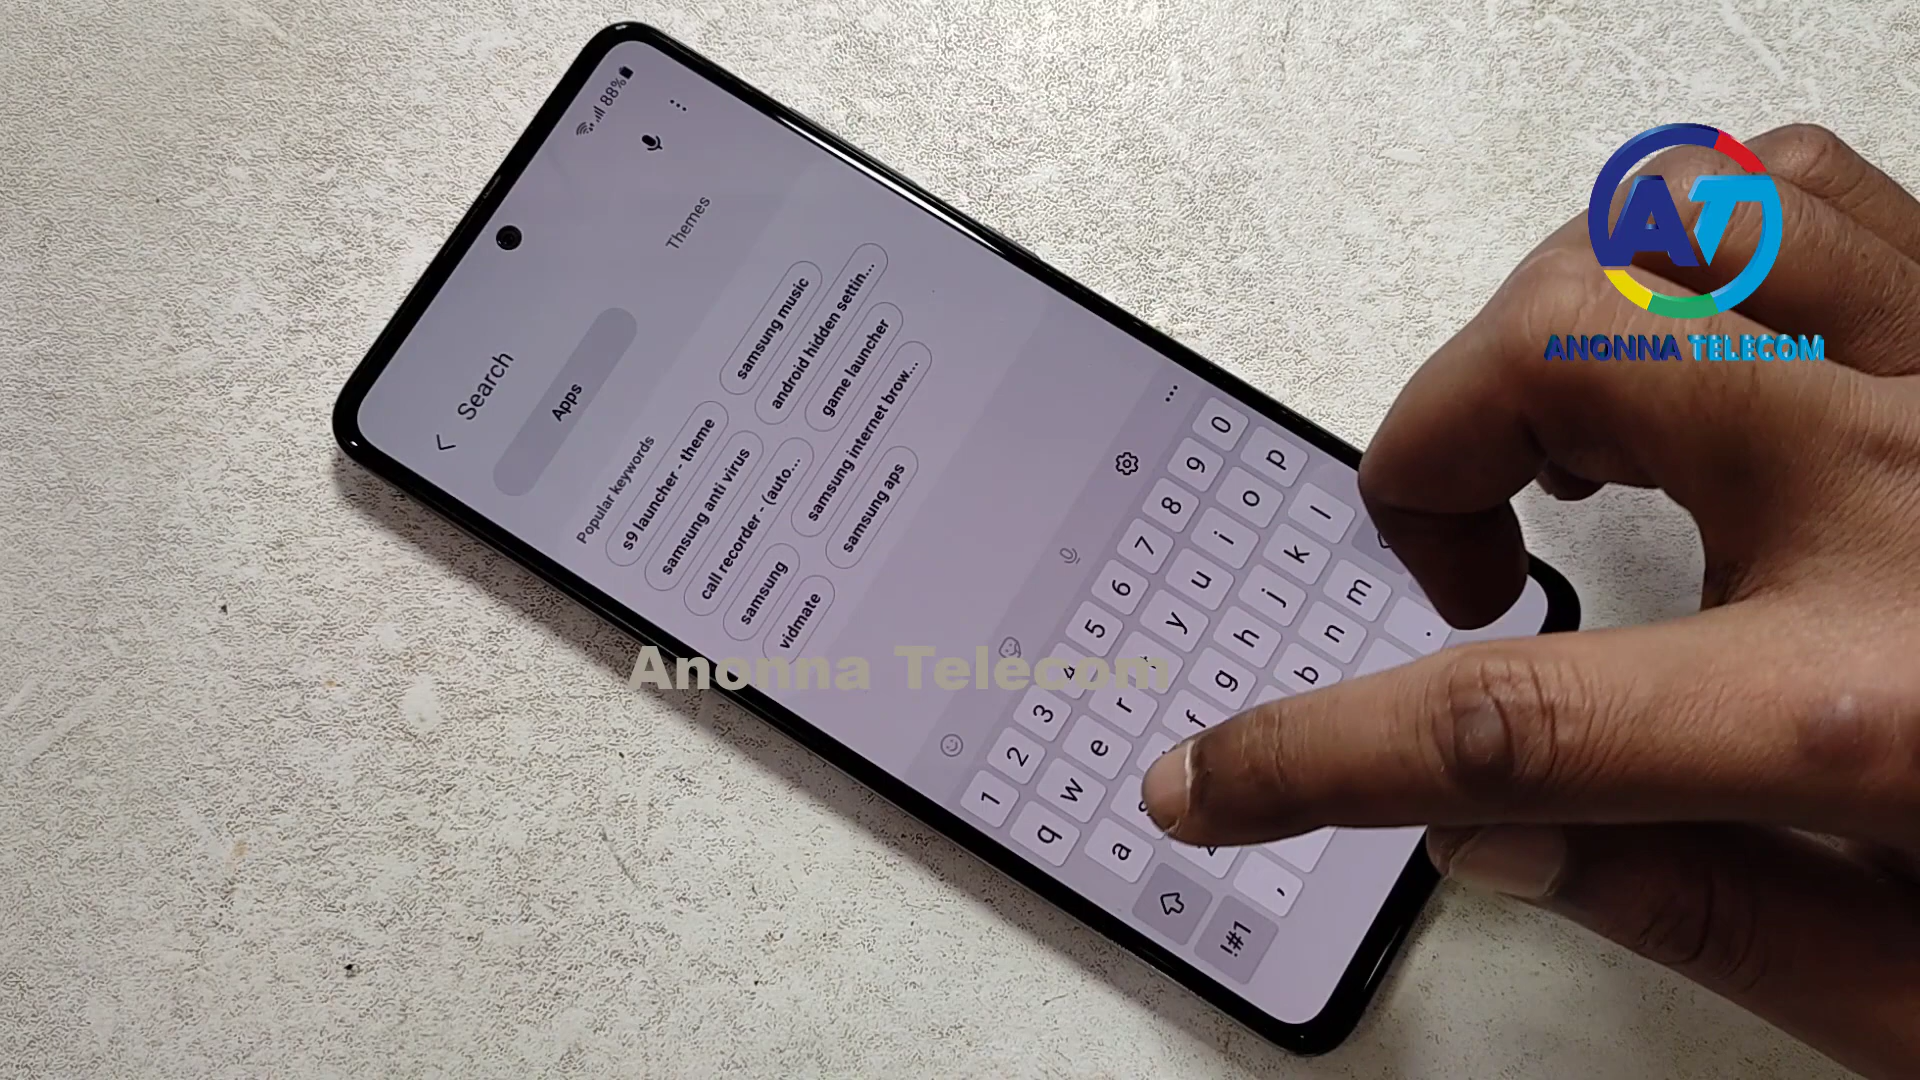 88%
Search
Apps
Themes
Popular keywords
s9 launcher - theme
samsung music
samsung anti virus
android hidden settin...
call recorder - (auto...
game launcher
samsung
samsung internet brow...
vidmate
samsung aps
1 2 3 4 5 6 7 8 9 0
q w e r y u i o p
a f g h j k l
z b n m
!#1 , .
AT
ANONNA TELECOM
Anonna Telecom